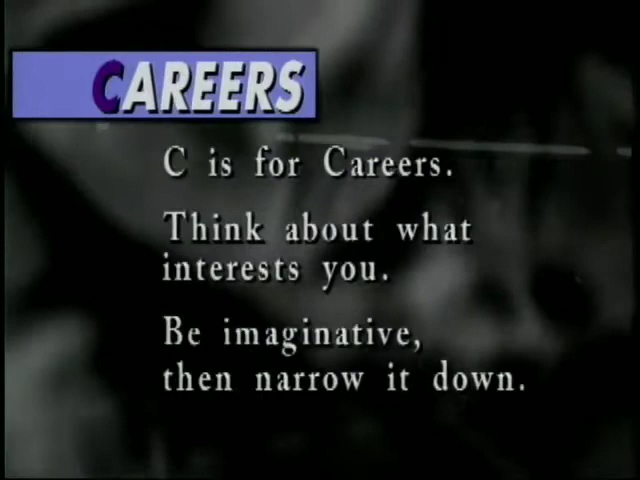 CAREERS
C is for Careers.
Think about what
interests you.
Be imaginative,
then narrow it down.